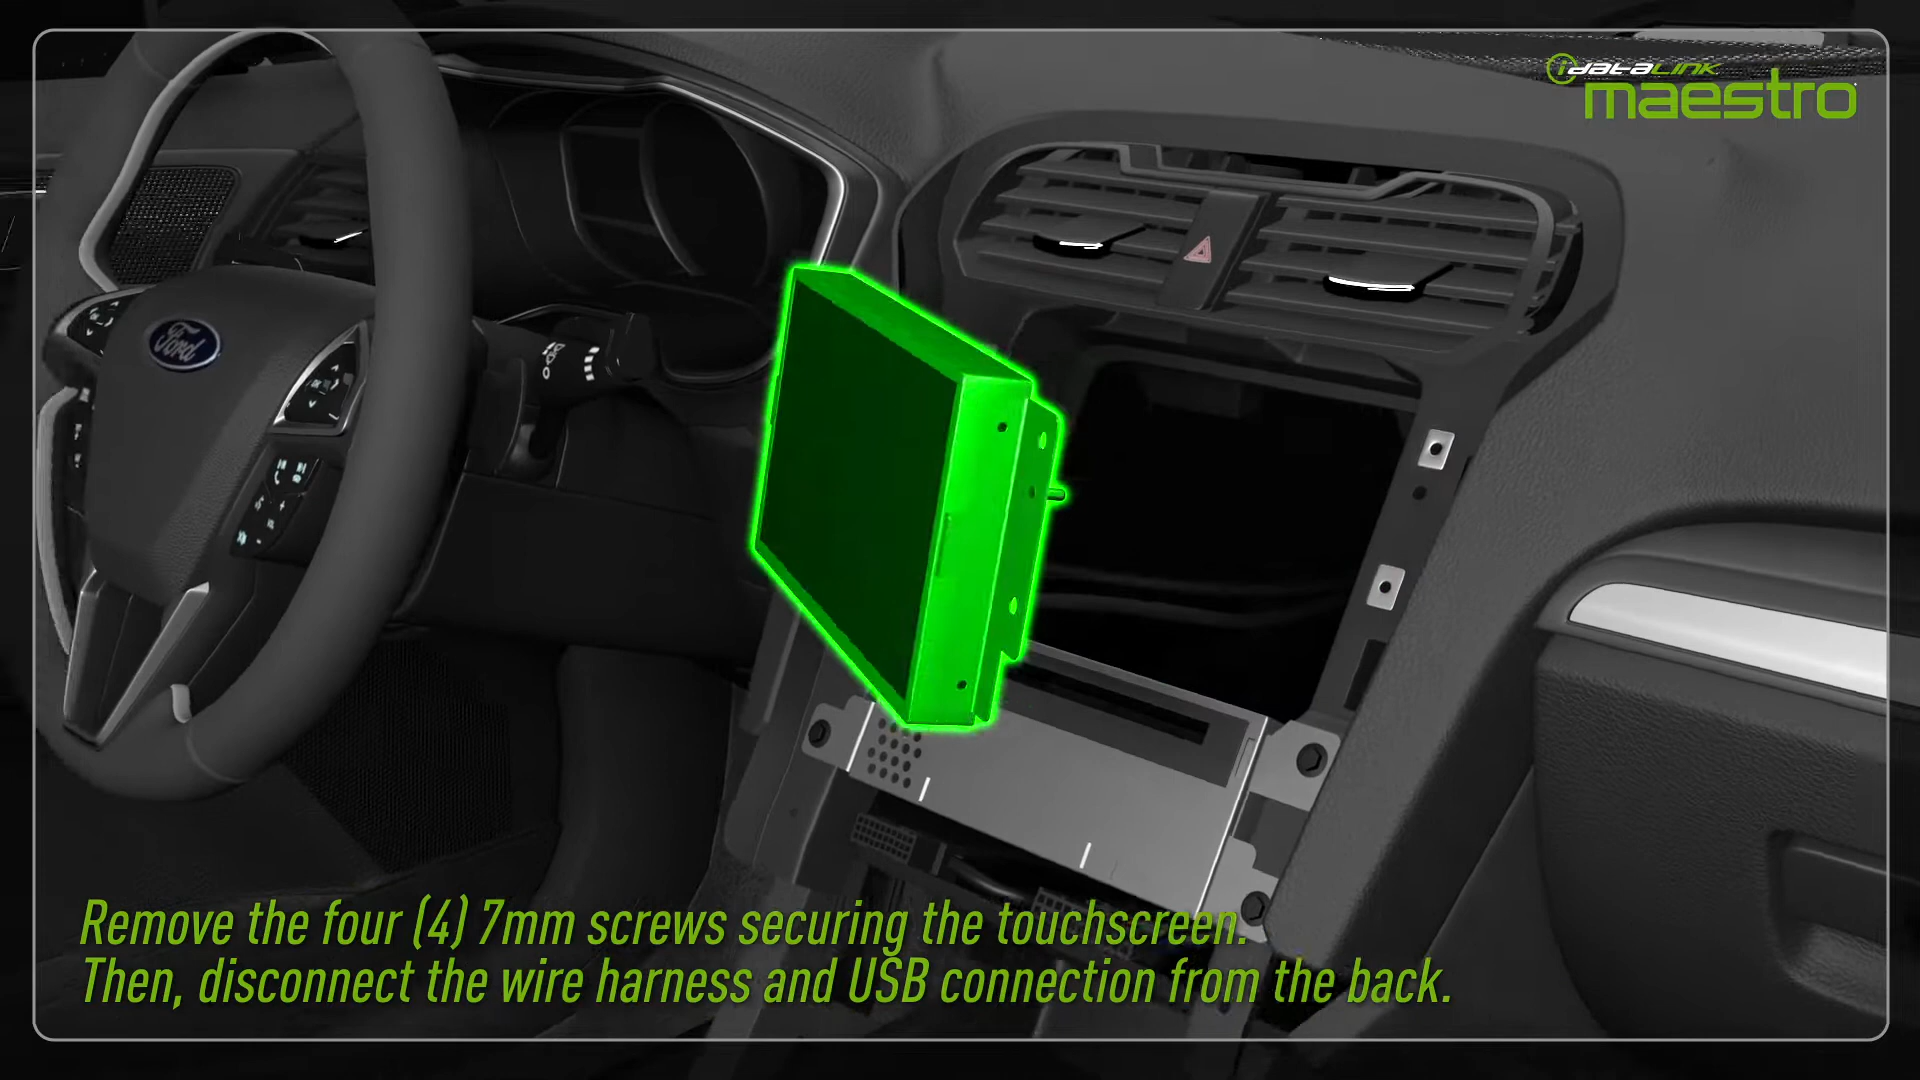 iDataLink
maestro
Ford
Remove the four (4) 7mm screws securing the touchscreen.
Then, disconnect the wire harness and USB connection from the back.